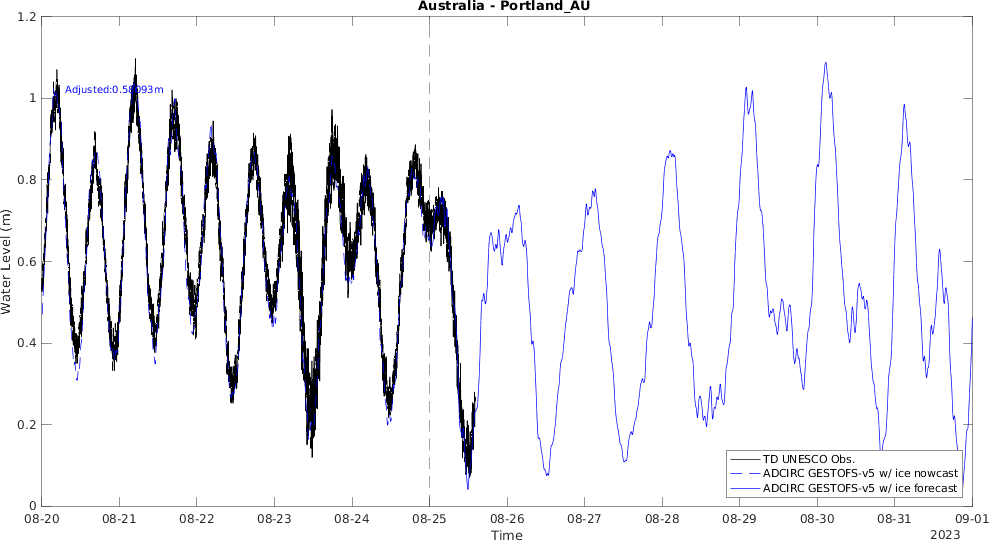 Australia - Portland_AU
Adjusted:0.58093m
Water Level (m)
1.2
1
0.8
0.6
0.4
0.2
0
08-20 08-21 08-22 08-23 08-24 08-25 08-26 08-27 08-28 08-29 08-30 08-31 09-01
Time
2023
TD UNESCO Obs.
ADCIRC GESTOFS-v5 w/ ice nowcast
ADCIRC GESTOFS-v5 w/ ice forecast